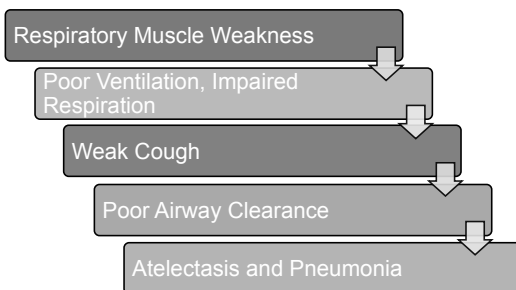 Respiratory Muscle Weakness
Poor Ventilation, Impaired
Respiration
Weak Cough
Poor Airway Clearance
Atelectasis and Pneumonia